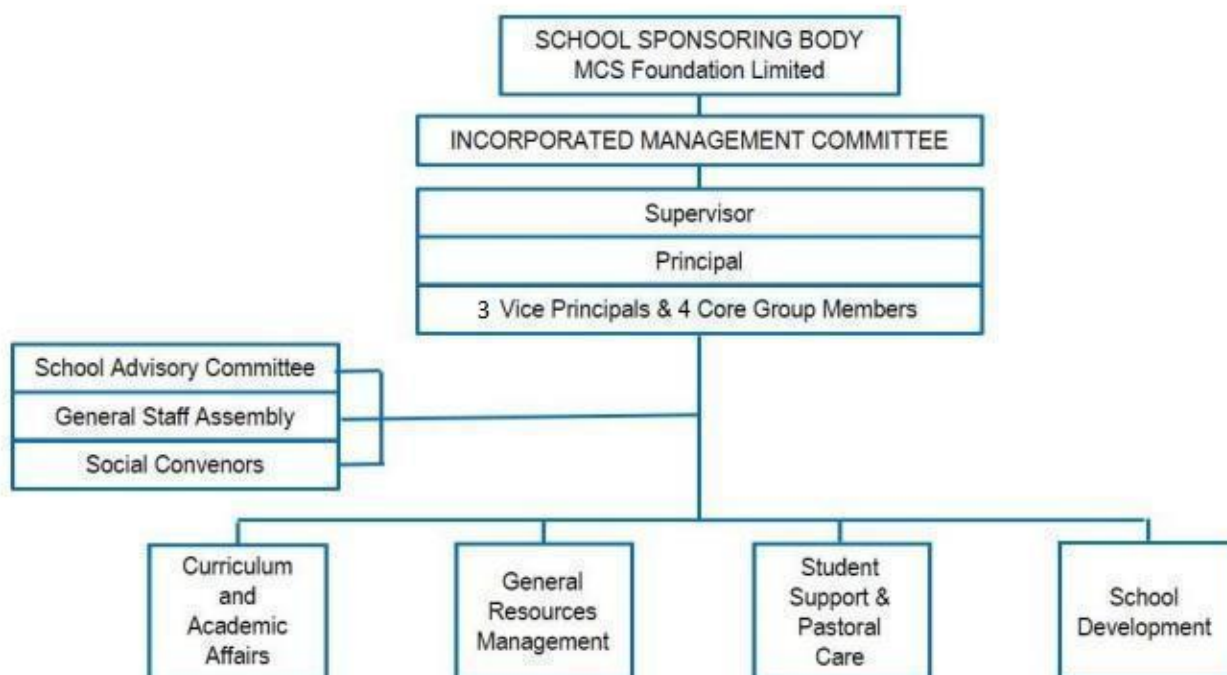 SCHOOL SPONSORING BODY
MCS Foundation Limited
INCORPORATED MANAGEMENT COMMITTEE
Supervisor
Principal
3 Vice Principals & 4 Core Group Members
School Advisory Committee
General Staff Assembly
Social Convenors
Curriculum
and
Academic
Affairs
General
Resources
Management
Student
Support &
Pastoral
Care
School
Development